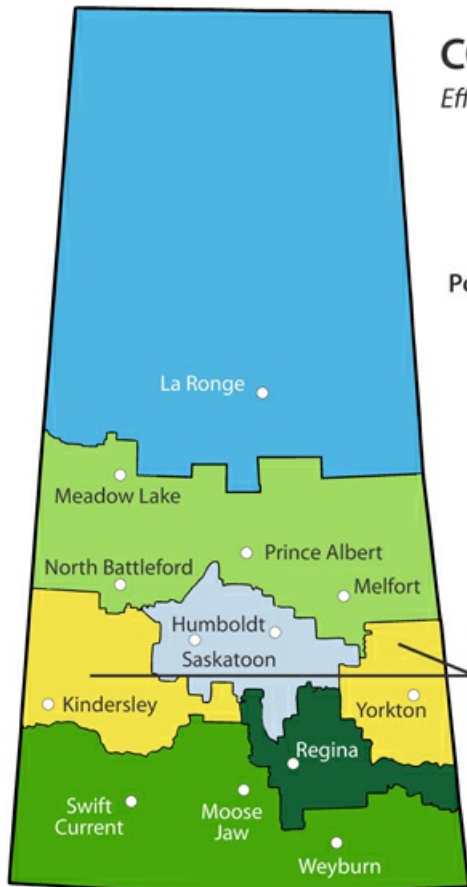 La Ronge
Meadow Lake
Prince Albert
North Battleford
Melfort
Humboldt
Saskatoon
Kindersley
Yorkton
Regina
Swift
Current
Moose
Jaw
Weyburn